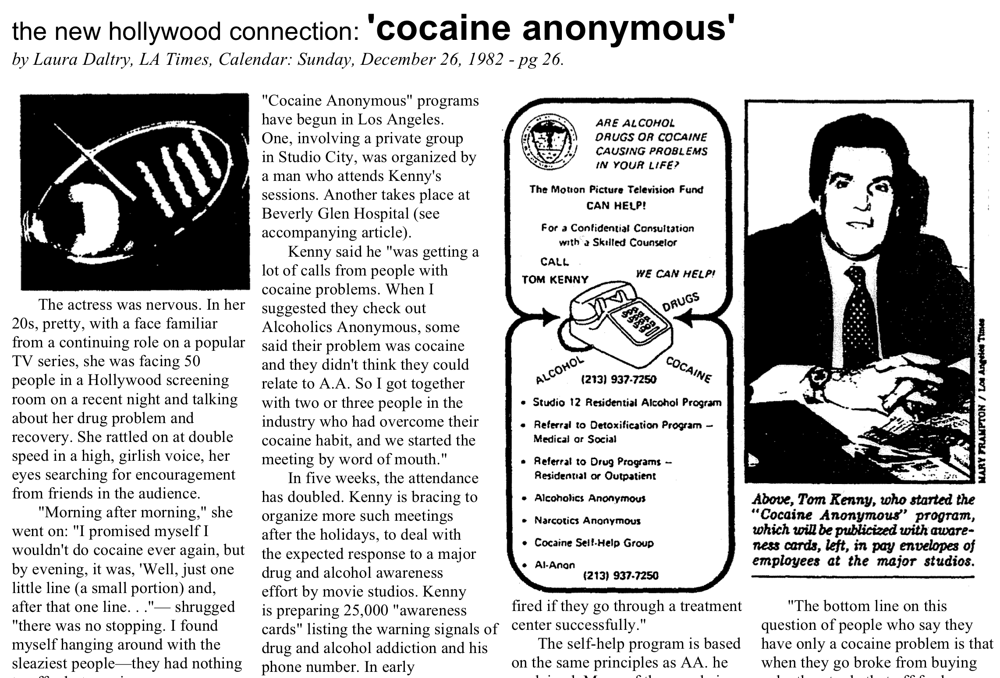 the new hollywood connection: 'cocaine anonymous'
by Laura Daltry, LA Times, Calendar: Sunday, December 26, 1982 - pg 26.
The actress was nervous. In her
20s, pretty, with a face familiar
from a continuing role on a popular
TV series, she was facing 50
people in a Hollywood screening
room on a recent night and talking
about her drug problem and
recovery. She rattled on at double
speed in a high, girlish voice, her
eyes searching for encouragement
from friends in the audience.
"Morning after morning," she
went on: "I promised myself I
wouldn't do cocaine ever again, but
by evening, it was, 'Well, just one
little line (a small portion) and,
after that one line. . ."— shrugged
"there was no stopping. I found
myself hanging around with the
sleaziest people—they had nothing
"Cocaine Anonymous" programs
have begun in Los Angeles.
One, involving a private group
in Studio City, was organized by
a man who attends Kenny's
sessions. Another takes place at
Beverly Glen Hospital (see
accompanying article).
Kenny said he "was getting a
lot of calls from people with
cocaine problems. When I
suggested they check out
Alcoholics Anonymous, some
said their problem was cocaine
and they didn't think they could
relate to A.A. So I got together
with two or three people in the
industry who had overcome their
cocaine habit, and we started the
meeting by word of mouth."
In five weeks, the attendance
has doubled. Kenny is bracing to
organize more such meetings
after the holidays, to deal with
the expected response to a major
drug and alcohol awareness
effort by movie studios. Kenny
is preparing 25,000 "awareness
cards" listing the warning signals of
drug and alcohol addiction and his
phone number. In early
ARE ALCOHOL
DRUGS OR COCAINE
CAUSING PROBLEMS
IN YOUR LIFE?
The Motion Picture Television Fund
CAN HELP!
For a Confidential Consultation
with a Skilled Counselor
CALL
TOM KENNY
WE CAN HELP!
DRUGS
ALCOHOL
COCAINE
(213) 937-7250
• Studio 12 Residential Alcohol Program
• Referral to Detoxification Program –
Medical or Social
• Referral to Drug Programs –
Residential or Outpatient
• Alcoholics Anonymous
• Narcotics Anonymous
• Cocaine Self-Help Group
• Al-Anon
(213) 937-7250
MARY FRAMPTON / Los Angeles Times
Above, Tom Kenny, who started the
"Cocaine Anonymous" program,
which will be publicized with aware-
ness cards, left, in pay envelopes of
employees at the major studios.
fired if they go through a treatment
center successfully."
The self-help program is based
on the same principles as AA. he
"The bottom line on this
question of people who say they
have only a cocaine problem is that
when they go broke from buying